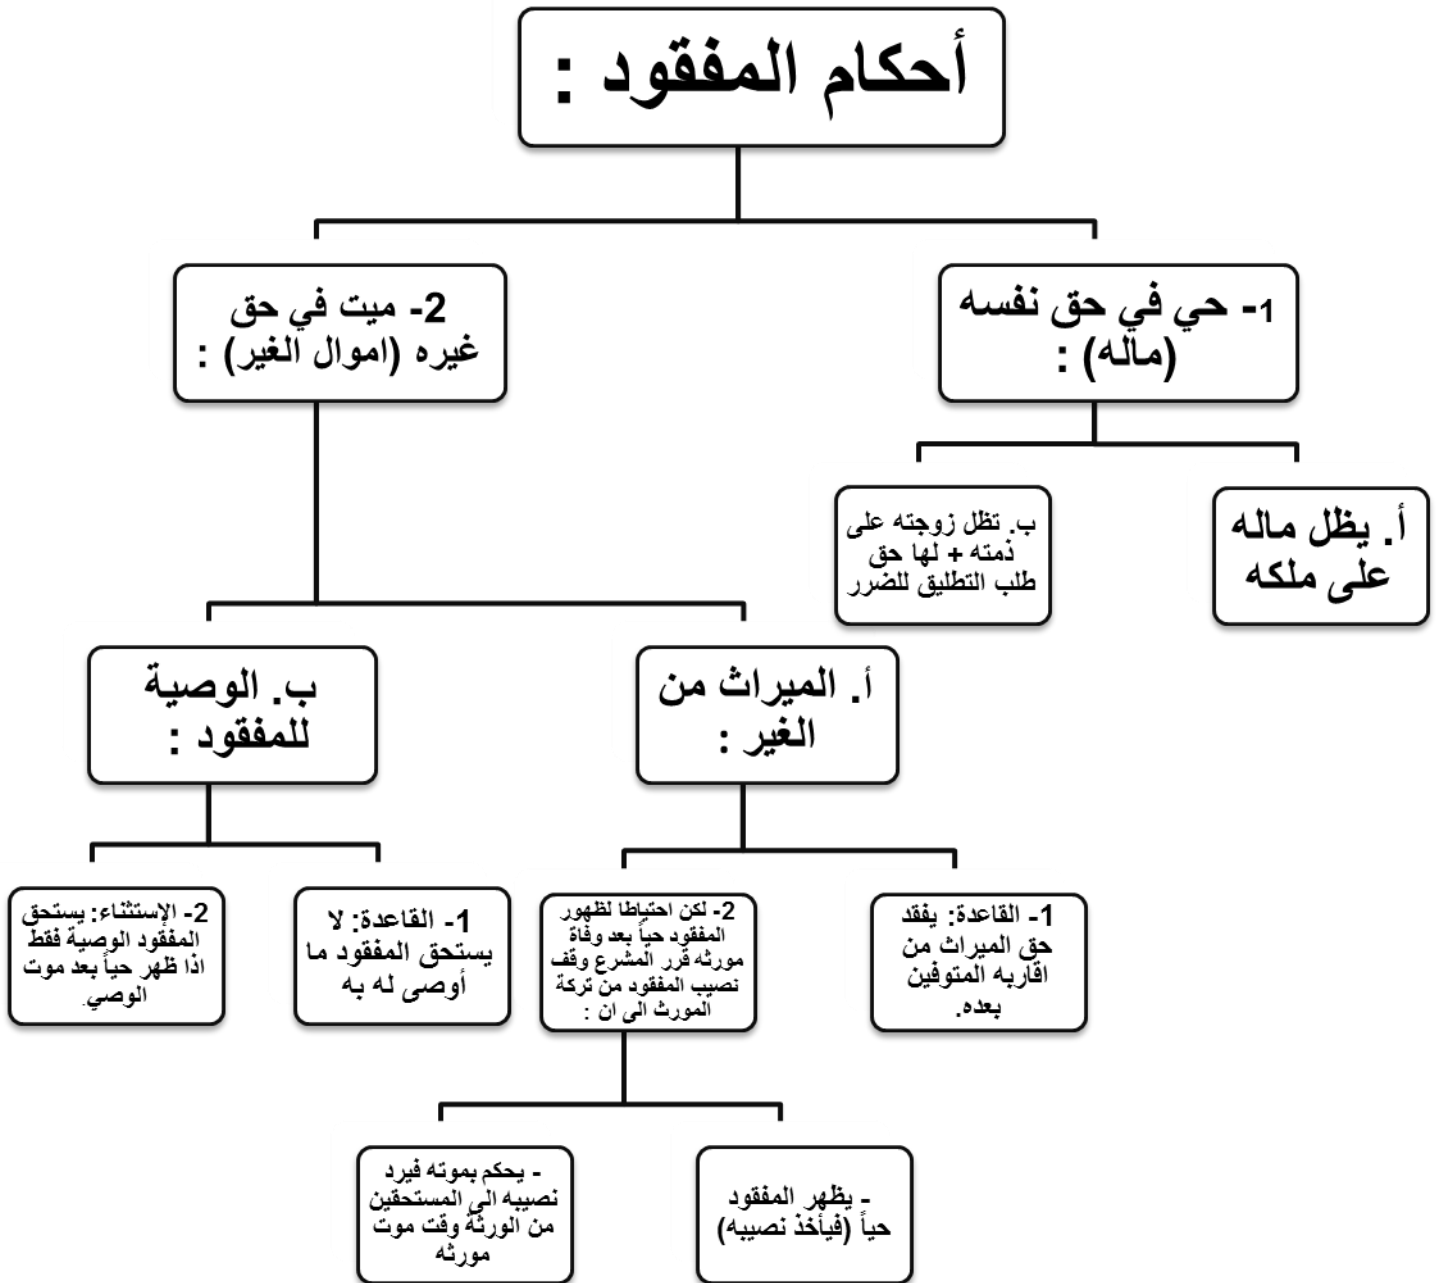 أحكام المفقود :
1- حي في حق نفسه
(ماله) :
أ. يظل ماله
على ملكه
ب. تظل زوجته على
ذمته + لها حق
طلب التطليق للضرر
2- ميت في حق
غيره (اموال الغير) :
أ. الميراث من
الغير :
1- القاعدة: يفقد
حق الميراث من
اقاربه المتوفين
بعده.
2- لكن احتياطا لظهور
المفقود حياً بعد وفاة
مورثه قرر المشرع وقف
نصيب المفقود من تركة
المورث الى ان :
- يظهر المفقود
حياً (فيأخذ نصيبه)
- يحكم بموته فيرد
نصيبه الى المستحقين
من الورثة وقت موت
مورثه
ب. الوصية
للمفقود :
1- القاعدة: لا
يستحق المفقود ما
أوصى له به
2- الإستثناء: يستحق
المفقود الوصية فقط
اذا ظهر حياً بعد موت
الوصي.